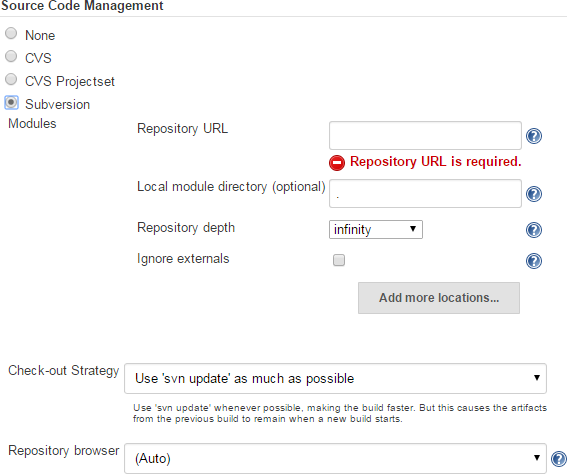 Source Code Management
None
CVS
CVS Projectset
Subversion
Modules
Repository URL
Repository URL is required.
Local module directory (optional)
.
Repository depth
infinity
Ignore externals
Add more locations...
Check-out Strategy
Use 'svn update' as much as possible
Use 'svn update' whenever possible, making the build faster. But this causes the artifacts
from the previous build to remain when a new build starts.
Repository browser
(Auto)